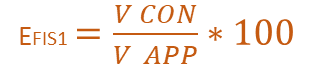 EFIS1 = V CON / V APP * 100